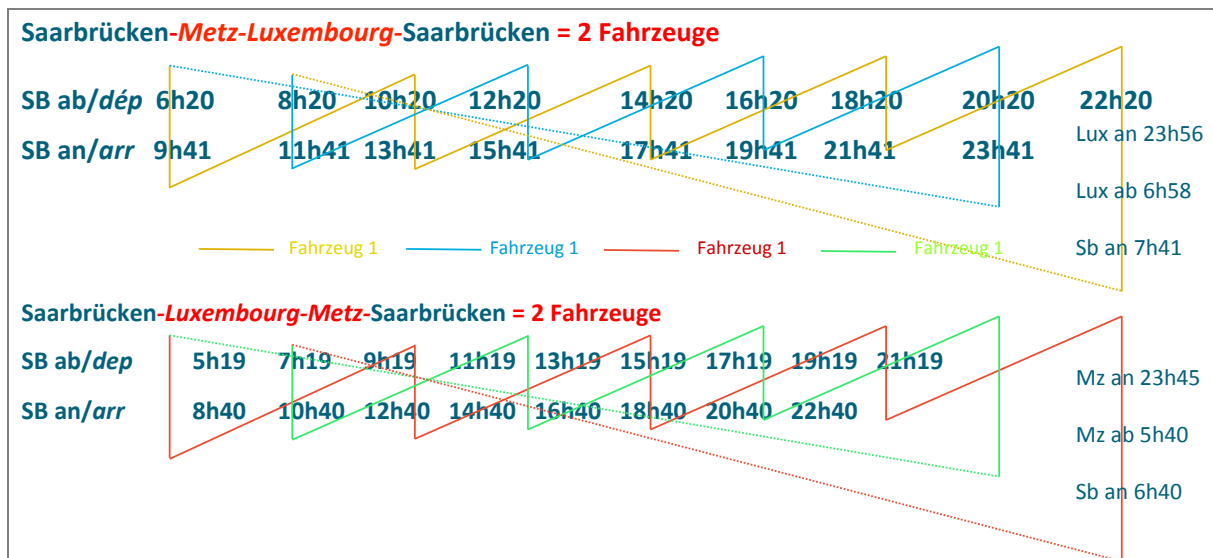 Saarbrücken-Metz-Luxembourg-Saarbrücken = 2 Fahrzeuge
SB ab/dép 6h20 8h20 10h20 12h20 14h20 16h20 18h20 20h20 22h20
Lux an 23h56
SB an/arr 9h41 11h41 13h41 15h41 17h41 19h41 21h41 23h41
Lux ab 6h58
Fahrzeug 1 Fahrzeug 1 Fahrzeug 1 Fahrzeug 1
Sb an 7h41
Saarbrücken-Luxembourg-Metz-Saarbrücken = 2 Fahrzeuge
SB ab/dep 5h19 7h19 9h19 11h19 13h19 15h19 17h19 19h19 21h19
Mz an 23h45
SB an/arr 8h40 10h40 12h40 14h40 16h40 18h40 20h40 22h40
Mz ab 5h40
Sb an 6h40